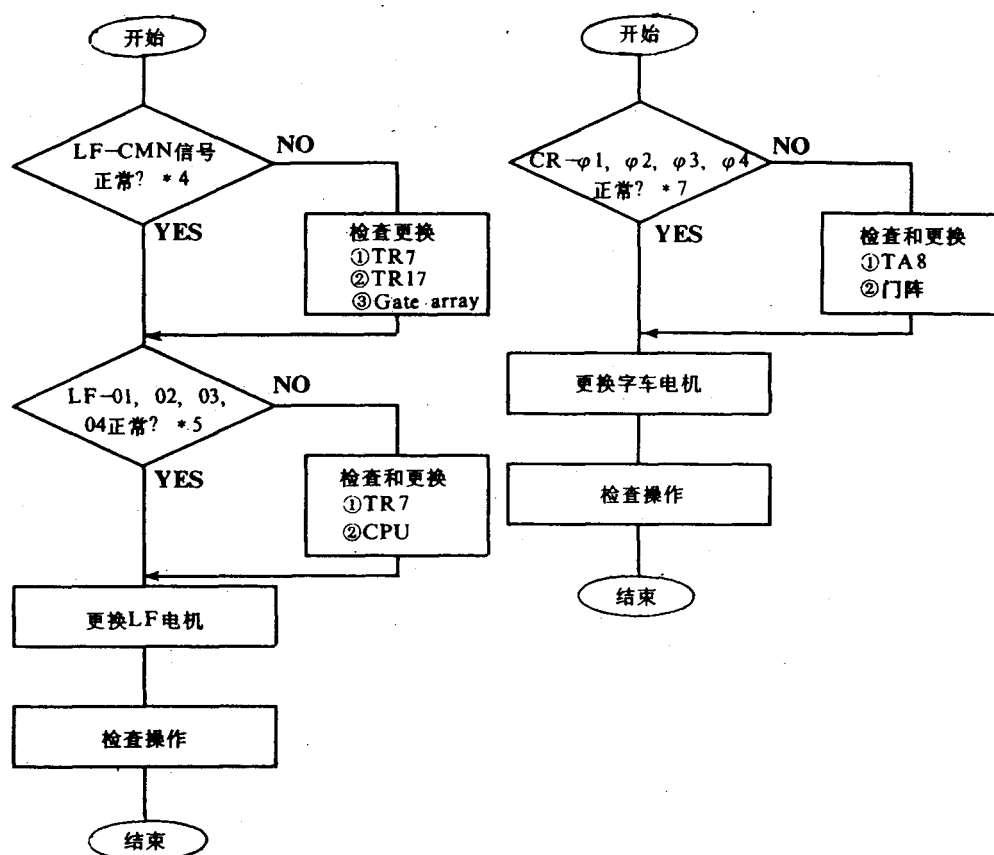 开始
LF-CMN信号
正常? *4
NO
YES
检查更换
①TR7
②TR17
③Gate array
LF-01, 02, 03,
04正常? *5
NO
YES
检查和更换
①TR7
②CPU
更换LF电机
检查操作
结束
开始
CR-φ1, φ2, φ3, φ4
正常? *7
NO
YES
检查和更换
①TA8
②门阵
更换字车电机
检查操作
结束